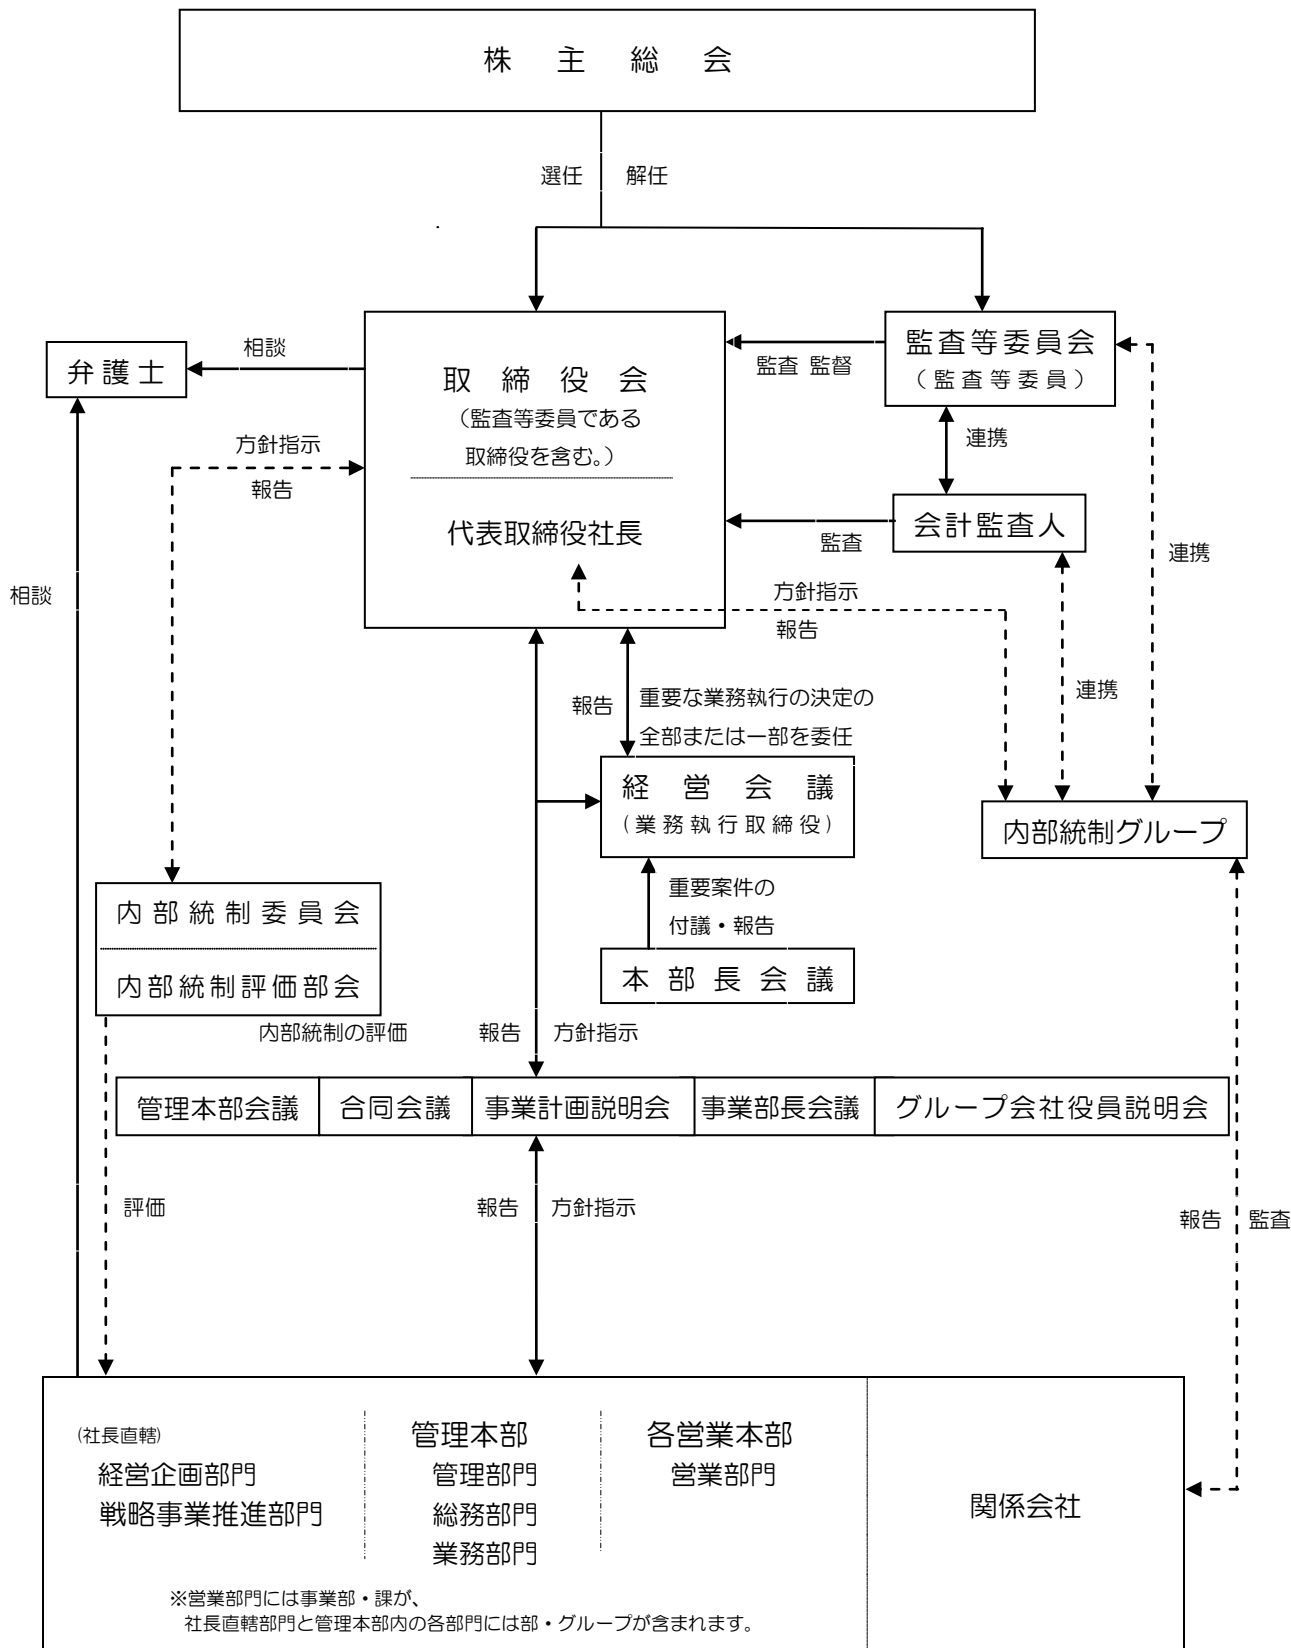 株主総会
選任 解任
監査等委員会
(監査等委員)
弁護士
相談
取締役会
(監査等委員である
取締役を含む。)
代表取締役社長
監査 監督
連携
方針指示
報告
会計監査人
監査
連携
相談
方針指示
報告
連携
報告
重要な業務執行の決定の
全部または一部を委任
経営会議
(業務執行取締役)
内部統制グループ
重要案件の
付議・報告
内部統制委員会
内部統制評価部会
本部長会議
内部統制の評価
報告 方針指示
管理本部会議 合同会議 事業計画説明会 事業部長会議 グループ会社役員説明会
評価
報告 方針指示
報告 監査
(社長直轄)
経営企画部門
戦略事業推進部門
管理本部
管理部門
総務部門
業務部門
各営業本部
営業部門
関係会社
※営業部門には事業部・課が、
社長直轄部門と管理本部内の各部門には部・グループが含まれます。